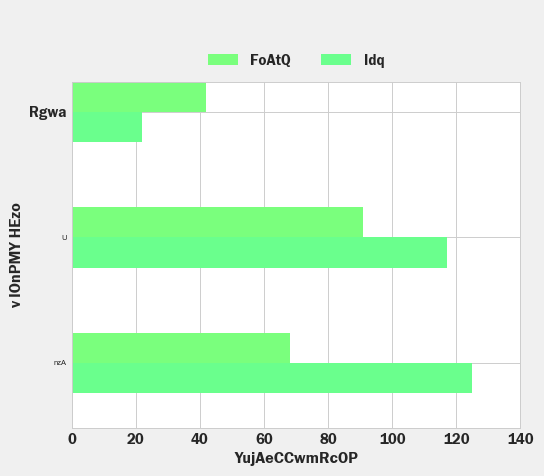 FoAtQ Idq
Rgwa
U
nzA
v lOnPMY HEzo
0 20 40 60 80 100 120 140
YujAeCCwmRcOP